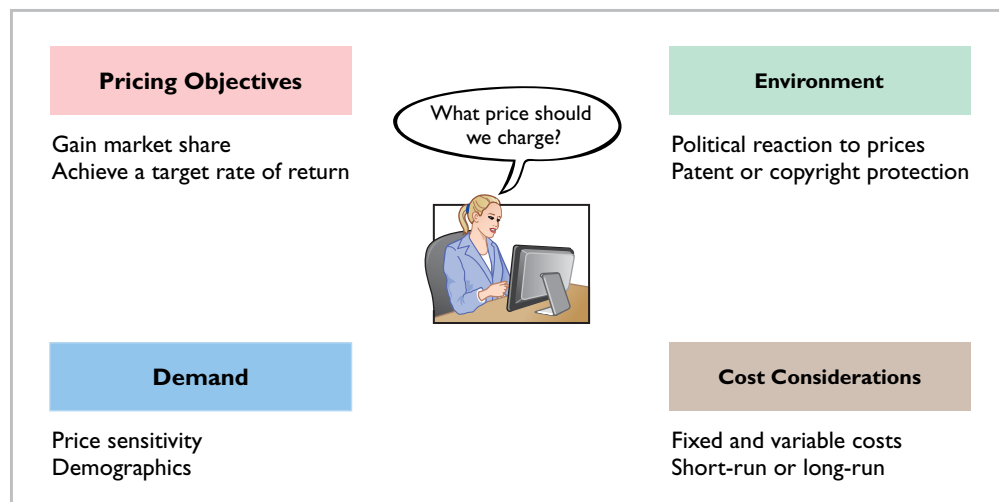 Pricing Objectives
Gain market share
Achieve a target rate of return
What price should
we charge?
Environment
Political reaction to prices
Patent or copyright protection
Demand
Price sensitivity
Demographics
Cost Considerations
Fixed and variable costs
Short-run or long-run